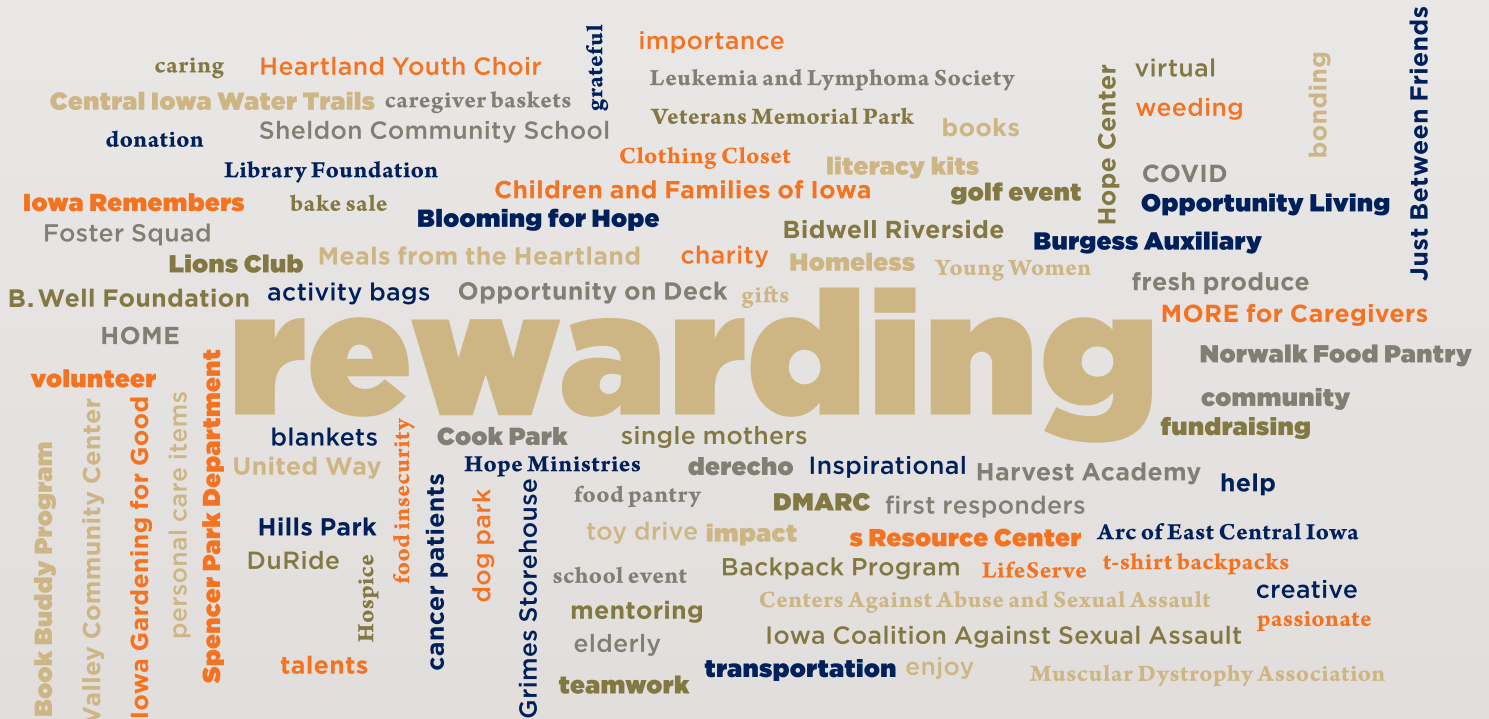 grateful
importance
caring
Heartland Youth Choir
Leukemia and Lymphoma Society
Hope Center
virtual
bonding
Just Between Friends
Central Iowa Water Trails
caregiver baskets
weeding
Veterans Memorial Park
books
donation
Sheldon Community School
Clothing Closet
literacy kits
COVID
Library Foundation
Children and Families of Iowa
golf event
Iowa Remembers
bake sale
Opportunity Living
Blooming for Hope
Foster Squad
Bidwell Riverside
Burgess Auxiliary
Lions Club
Meals from the Heartland
charity
Homeless
Young Women
fresh produce
B. Well Foundation
activity bags
Opportunity on Deck
gifts
MORE for Caregivers
HOME
rewarding
Norwalk Food Pantry
volunteer
community
fundraising
Book Buddy Program
Valley Community Center
Iowa Gardening for Good
personal care items
Spencer Park Department
blankets
food insecurity
Cook Park
single mothers
United Way
Hope Ministries
derecho
Inspirational
Harvest Academy
help
cancer patients
dog park
Grimes Storehouse
food pantry
DMARC
first responders
Hills Park
toy drive
impact
s Resource Center
Arc of East Central Iowa
DuRide
Hospice
school event
Backpack Program
LifeServe
t-shirt backpacks
creative
mentoring
Centers Against Abuse and Sexual Assault
passionate
elderly
Iowa Coalition Against Sexual Assault
talents
transportation
enjoy
Muscular Dystrophy Association
teamwork